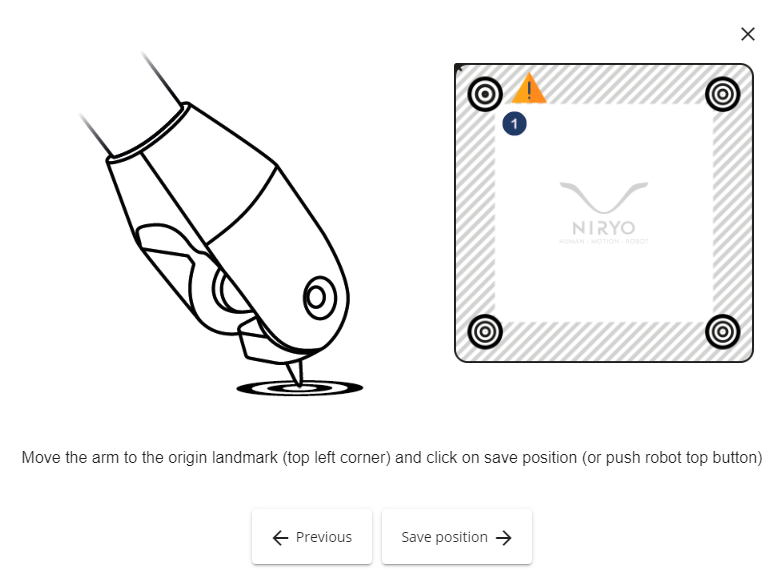 1
NIRYO
HUMAN · MOTION · ROBOT
Move the arm to the origin landmark (top left corner) and click on save position (or push robot top button)
Previous
Save position